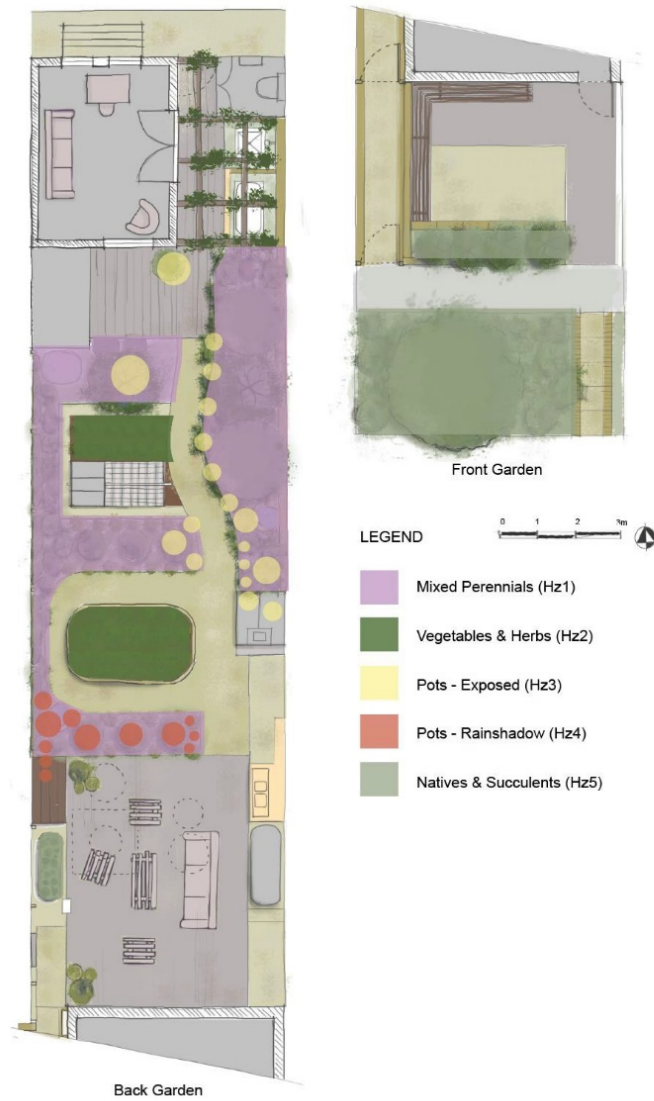 Front Garden
LEGEND
0 1 2 3m
Mixed Perennials (Hz1)
Vegetables & Herbs (Hz2)
Pots - Exposed (Hz3)
Pots - Rainshadow (Hz4)
Natives & Succulents (Hz5)
Back Garden